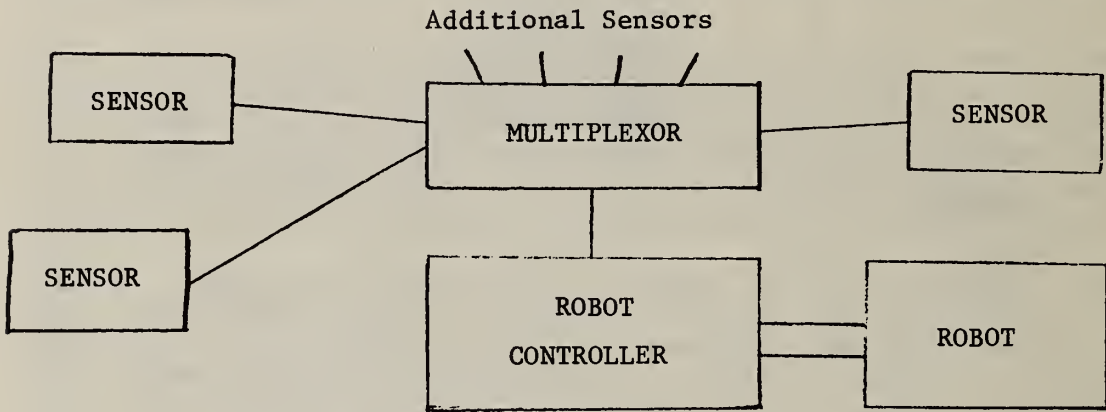 Additional Sensors
SENSOR
MULTIPLEXOR
SENSOR
SENSOR
ROBOT
CONTROLLER
ROBOT